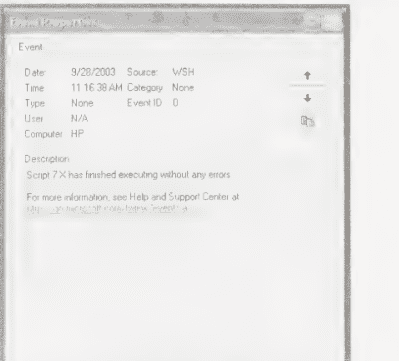 Event
Date 9/28/2003 Source: WSH
Time 11:16:38 AM Category None
Type None Event ID 0
User N/A
Computer HP
Description
Script 7.X has finished executing without any errors
For more information, see Help and Support Center at